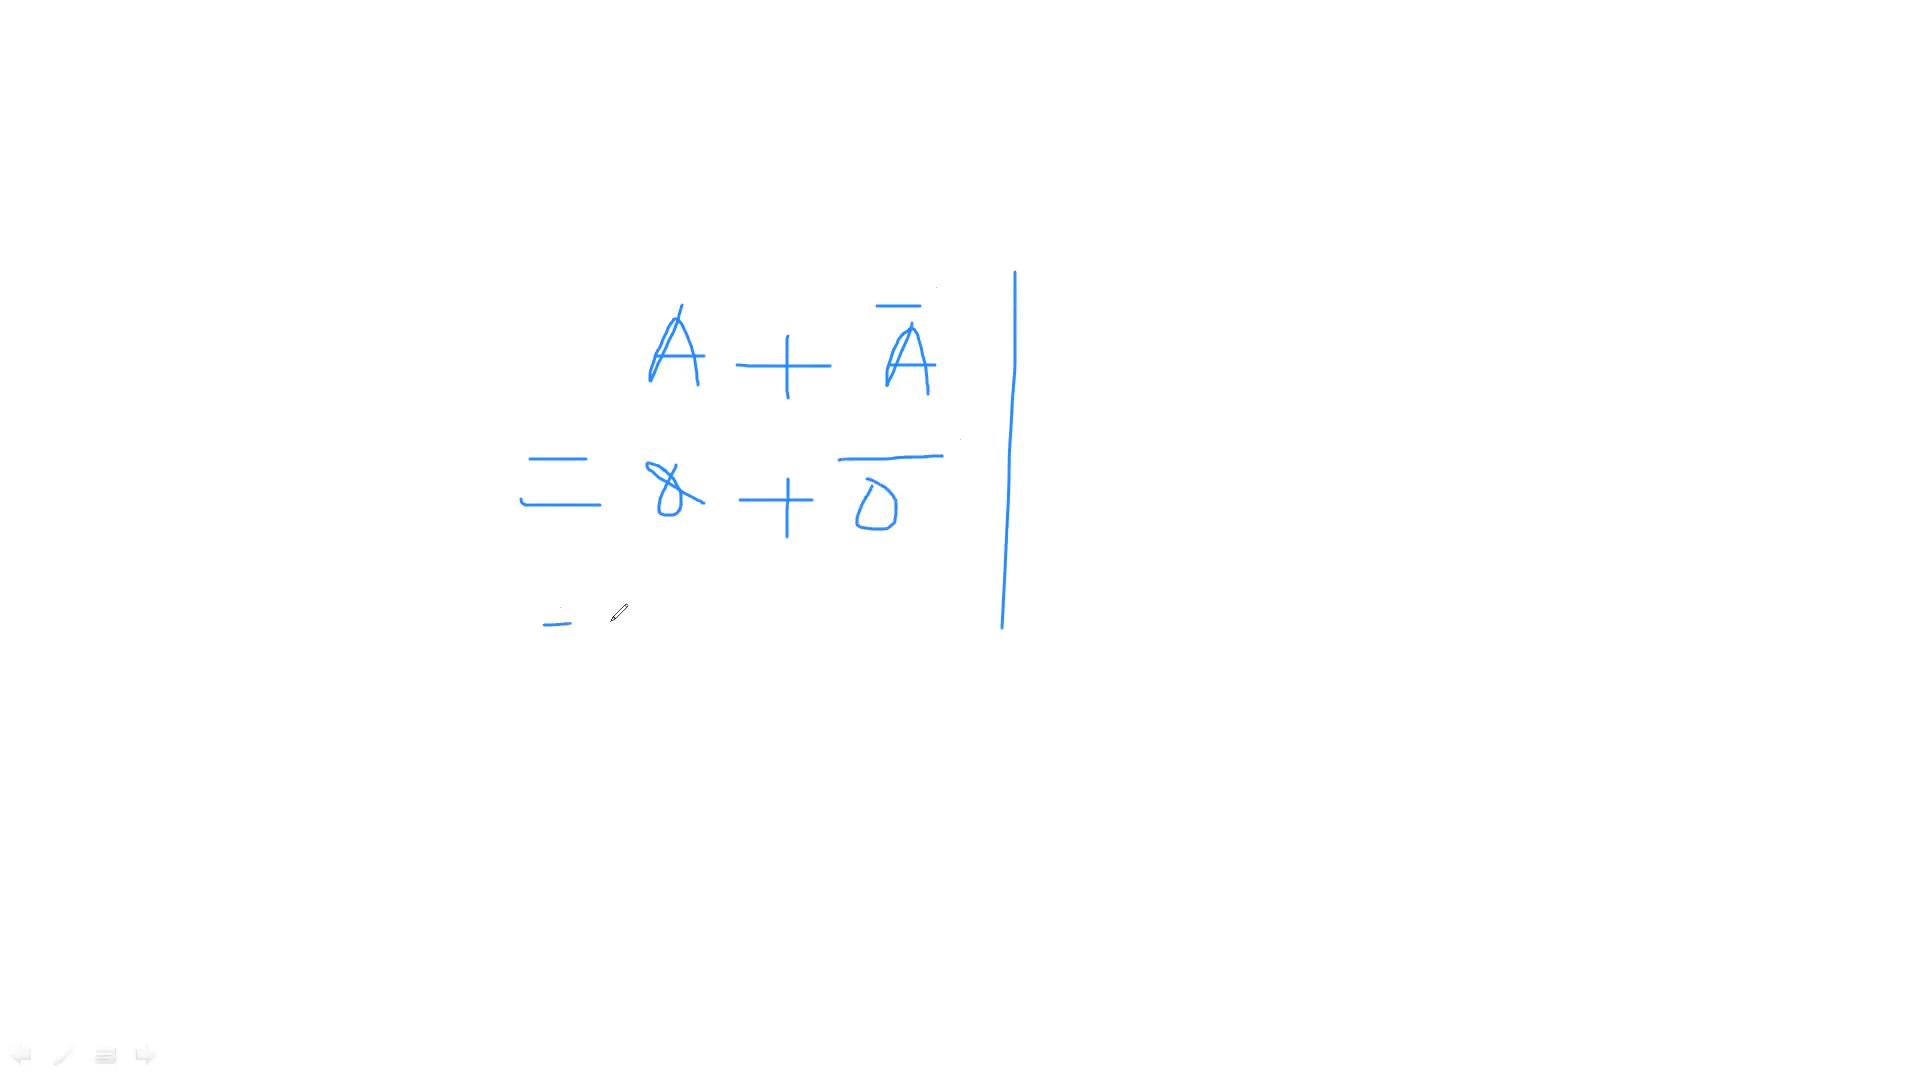 A + A̅
= 0 + 0̅
-